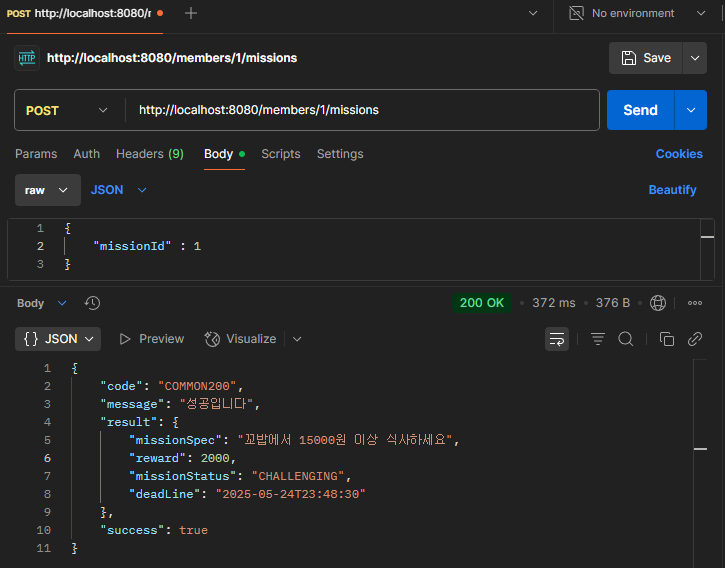 POST http://localhost:8080/r
No environment
HTTP http://localhost:8080/members/1/missions
Save
POST http://localhost:8080/members/1/missions
Send
Params Auth Headers (9) Body Scripts Settings Cookies
raw JSON Beautify
1 {
2 "missionId" : 1
3 }
Body 200 OK 372 ms 376 B
{} JSON Preview Visualize
1 {
2 "code": "COMMON200",
3 "message": "성공입니다",
4 "result": {
5 "missionSpec": "꼬밥에서 15000원 이상 식사하세요",
6 "reward": 2000,
7 "missionStatus": "CHALLENGING",
8 "deadLine": "2025-05-24T23:48:30"
9 },
10 "success": true
11 }